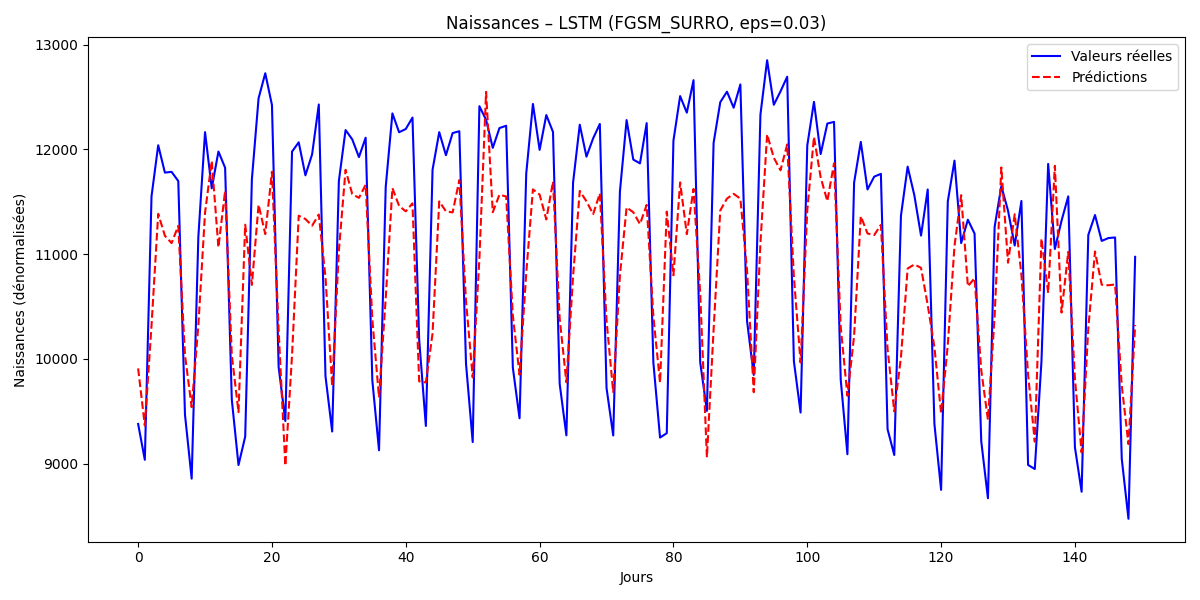 Naissances – LSTM (FGSM_SURRO, eps=0.03)
Valeurs réelles
Prédictions
Naissances (dénormalisées)
13000
12000
11000
10000
9000
0 20 40 60 80 100 120 140
Jours